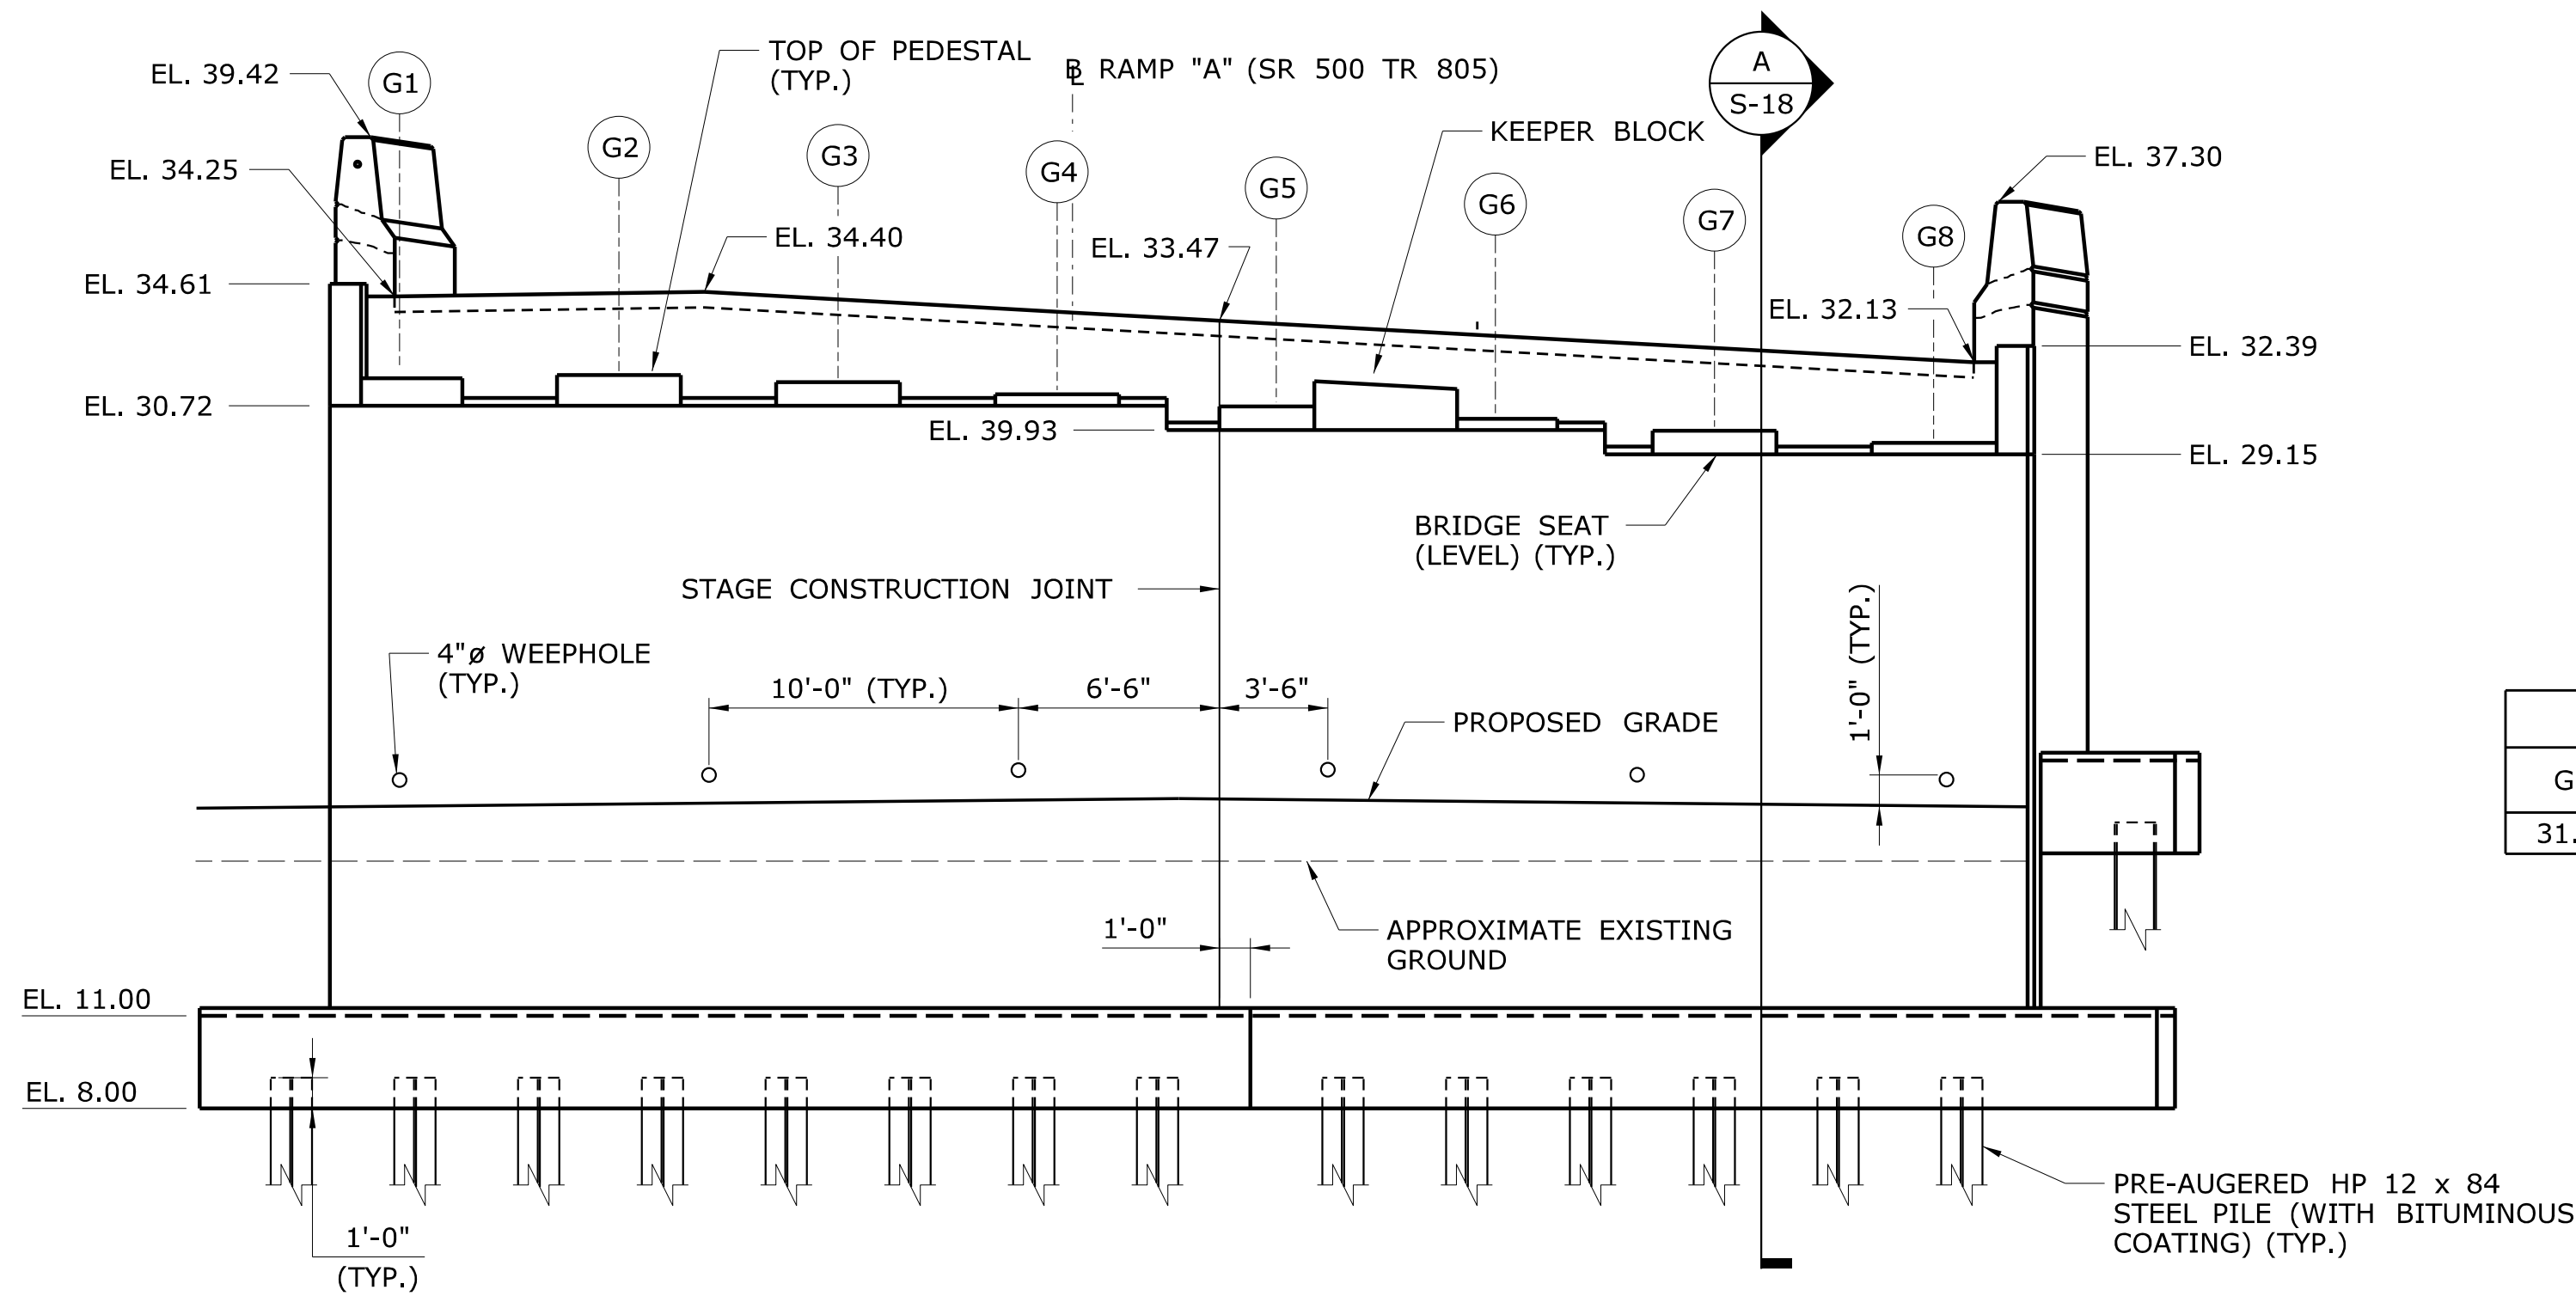 TOP OF PEDESTAL
(TYP.)
℄ RAMP "A" (SR 500 TR 805)
A
S-18
EL. 39.42
G1
G2
G3
G4
G5
G6
G7
G8
KEEPER BLOCK
EL. 37.30
EL. 34.25
EL. 34.40
EL. 33.47
EL. 34.61
EL. 32.13
EL. 32.39
EL. 30.72
EL. 39.93
EL. 29.15
BRIDGE SEAT
(LEVEL) (TYP.)
STAGE CONSTRUCTION JOINT
4"ø WEEPHOLE
(TYP.)
10'-0" (TYP.)
6'-6"
3'-6"
1'-0" (TYP.)
PROPOSED GRADE
G
31.
1'-0"
APPROXIMATE EXISTING
GROUND
EL. 11.00
EL. 8.00
1'-0"
(TYP.)
PRE-AUGERED HP 12 x 84
STEEL PILE (WITH BITUMINOUS
COATING) (TYP.)